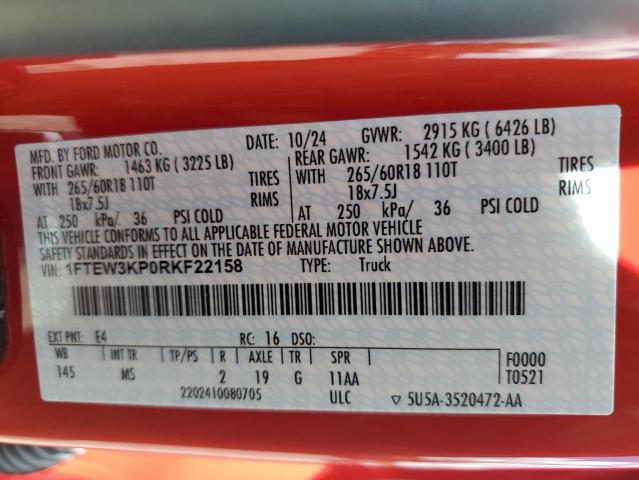 MFD. BY FORD MOTOR CO. DATE: 10/24 GVWR: 2915 KG ( 6426 LB)
FRONT GAWR: 1463 KG ( 3225 LB) REAR GAWR: 1542 KG ( 3400 LB)
WITH 265/60R18 110T TIRES WITH 265/60R18 110T TIRES
18x7.5J RIMS 18x7.5J RIMS
AT 250 kPa/ 36 PSI COLD AT 250 kPa/ 36 PSI COLD
THIS VEHICLE CONFORMS TO ALL APPLICABLE FEDERAL MOTOR VEHICLE
SAFETY STANDARDS IN EFFECT ON THE DATE OF MANUFACTURE SHOWN ABOVE.
VIN: 1FTEW3KP0RKF22158 TYPE: Truck
EXT PNT: E4 RC: 16 DSO: F0000
WB INT TR TP/PS R AXLE TR SPR T0521
145 MS 2 19 G 11AA
2202410080705 ULC ▽ 5U5A-3520472-AA